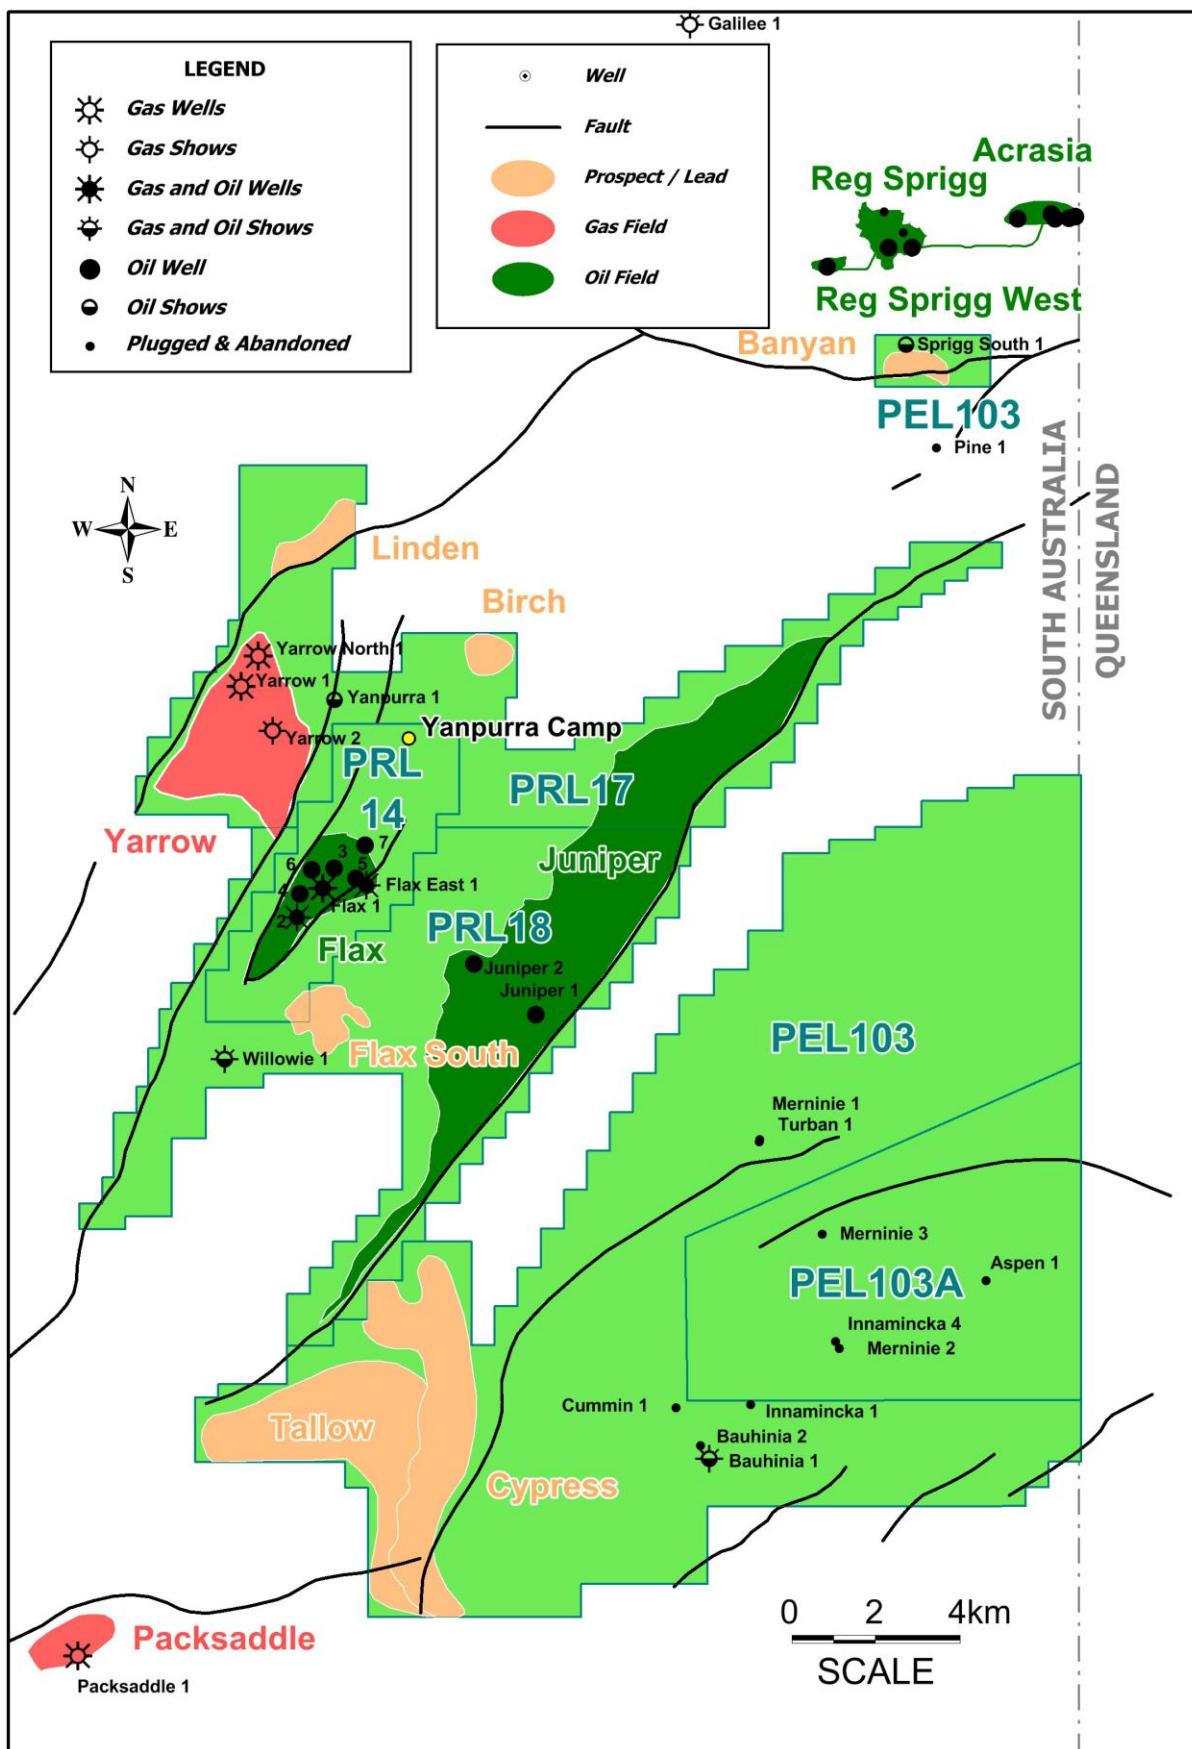 Galilee 1
LEGEND
Gas Wells
Gas Shows
Gas and Oil Wells
Gas and Oil Shows
Oil Well
Oil Shows
Plugged & Abandoned
Well
Fault
Prospect / Lead
Gas Field
Oil Field
Acrasia
Reg Sprigg
Reg Sprigg West
Banyan
Sprigg South 1
PEL103
Pine 1
SOUTH AUSTRALIA
QUEENSLAND
N
W E
S
Linden
Birch
Yarrow North 1
Yarrow 1
Yanpurra 1
Yarrow 2
Yanpurra Camp
PRL
14
PRL17
Yarrow
Juniper
7
3
6
5
4
Flax East 1
Flax 1
2
PRL18
Flax
Juniper 2
Juniper 1
Flax South
Willowie 1
PEL103
Merninie 1
Turban 1
Merninie 3
Aspen 1
PEL103A
Innamincka 4
Merninie 2
Cummin 1
Innamincka 1
Tallow
Bauhinia 2
Bauhinia 1
Cypress
0 2 4km
SCALE
Packsaddle
Packsaddle 1